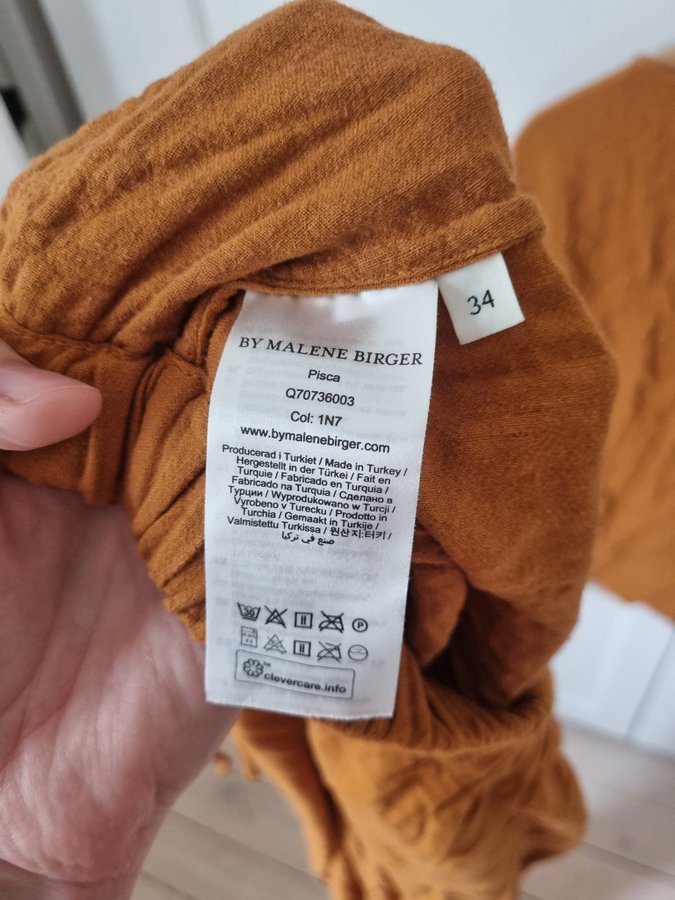 34
BY MALENE BIRGER
Pisca
Q70736003
Col: 1N7
www.bymalenebirger.com
Producerad i Turkiet / Made in Turkey /
Hergestellt in der Türkei / Fait en
Turquie / Fabricado en Turquia /
Fabricado na Turquia / Сделано в
Турции / Wyprodukowano w Turcji /
Vyrobeno v Turecku / Prodotto in
Turchia / Gemaakt in Turkije /
Valmistettu Turkissa / 원산지:터키 /
صنع في تركيا
30
P
clevercare.info